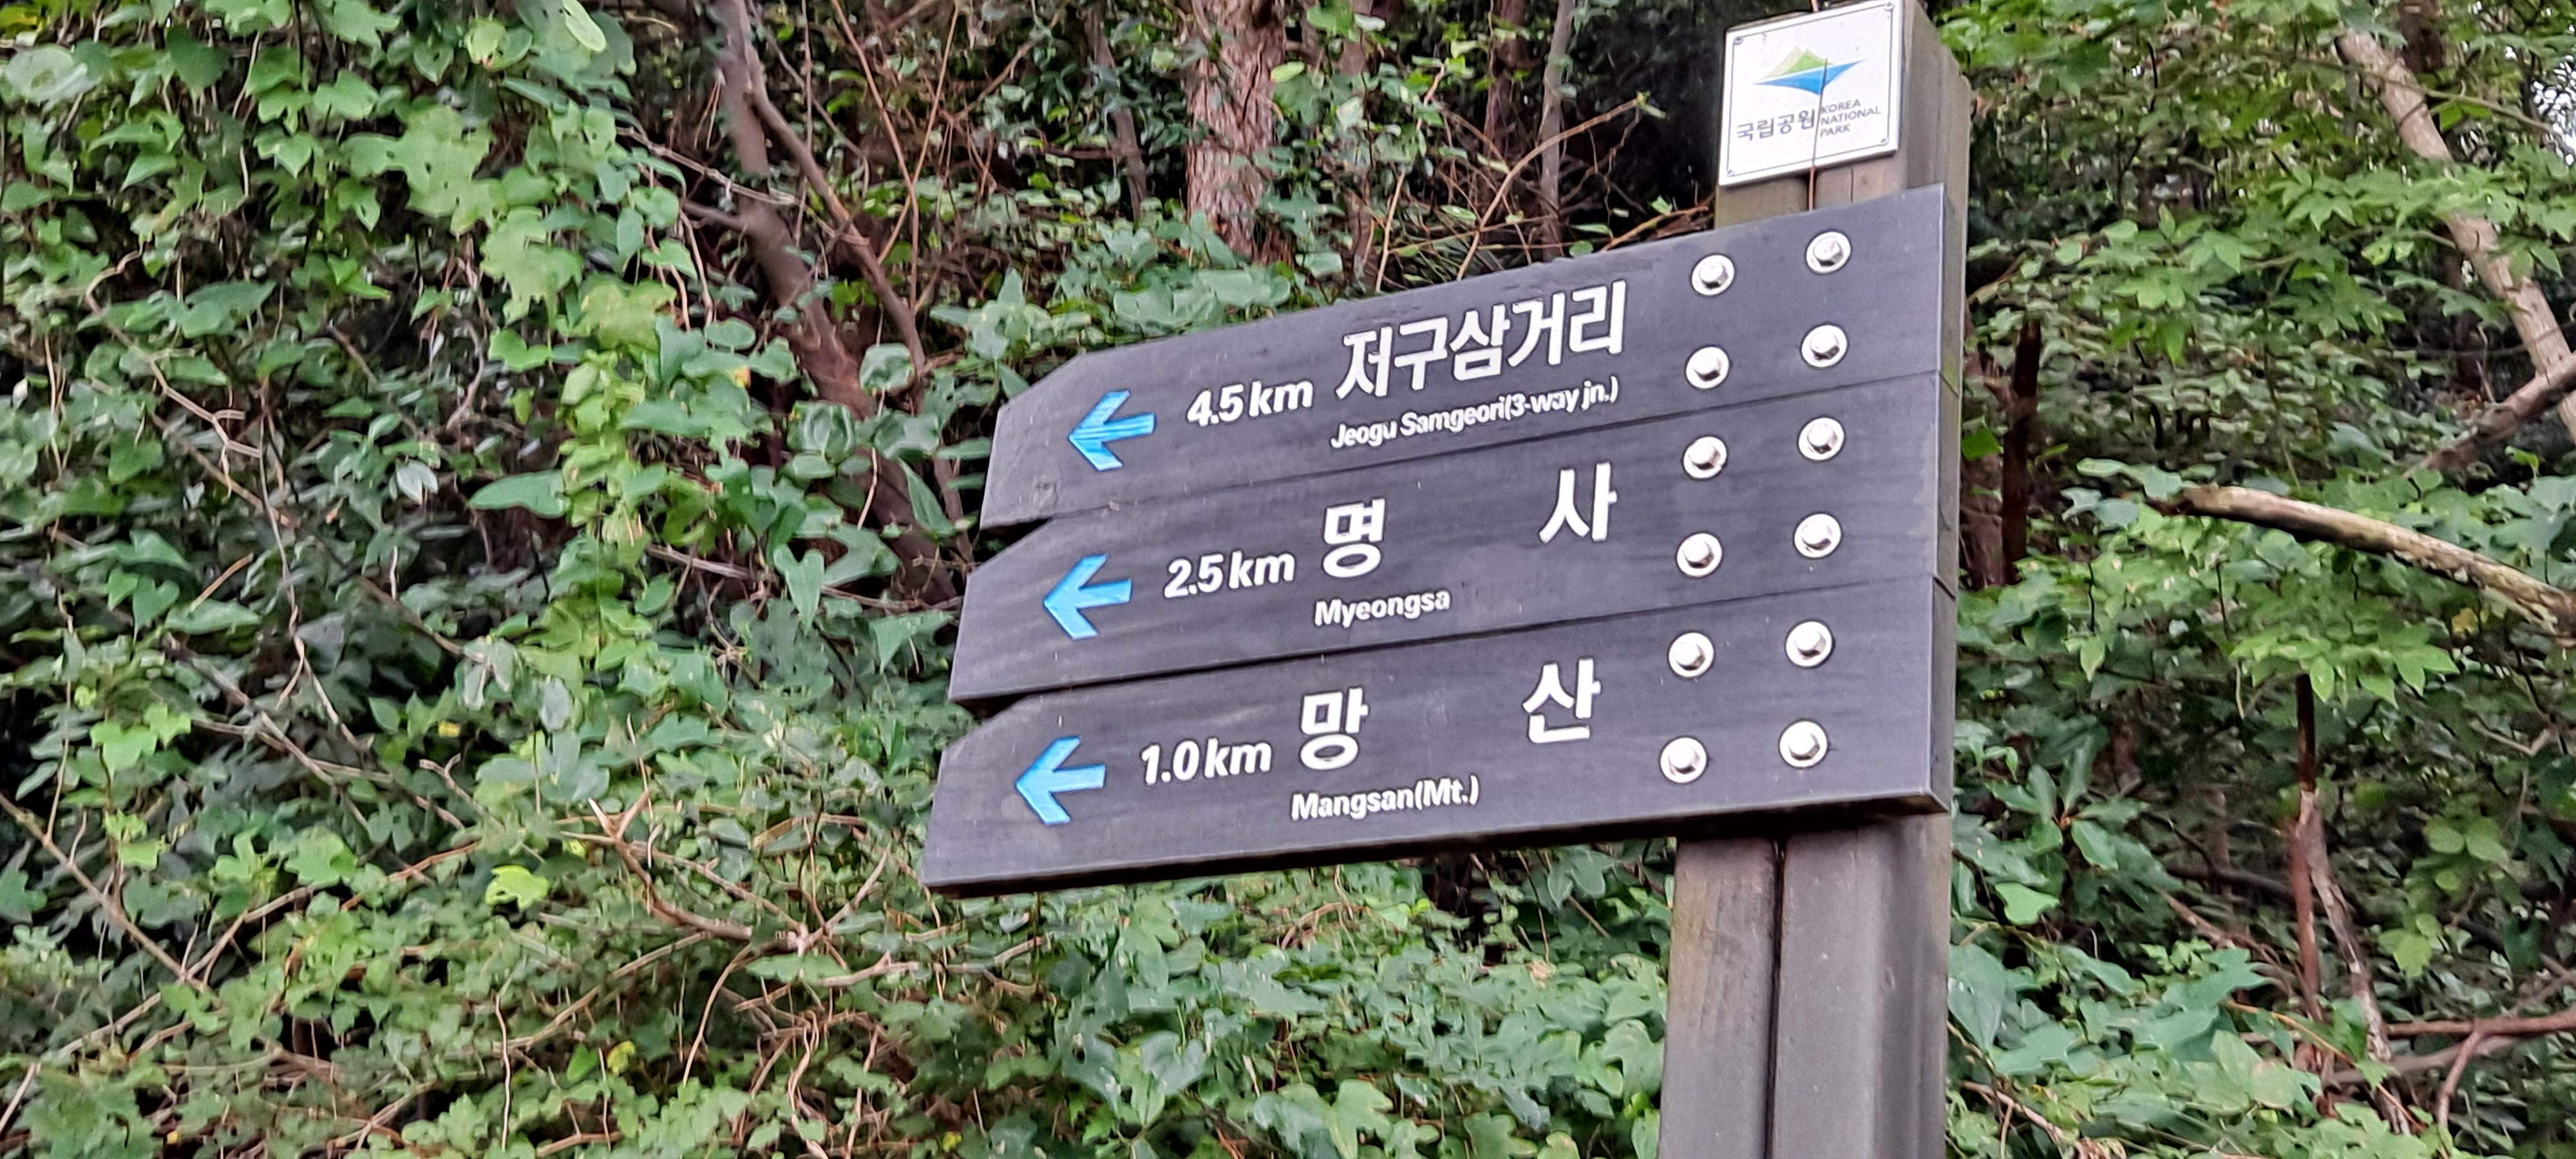 국립공원
KOREA
NATIONAL
PARK
4.5km 저구삼거리
Jeogu Samgeori(3-way jn.)
2.5km 명 사
Myeongsa
1.0km 망 산
Mangsan(Mt.)